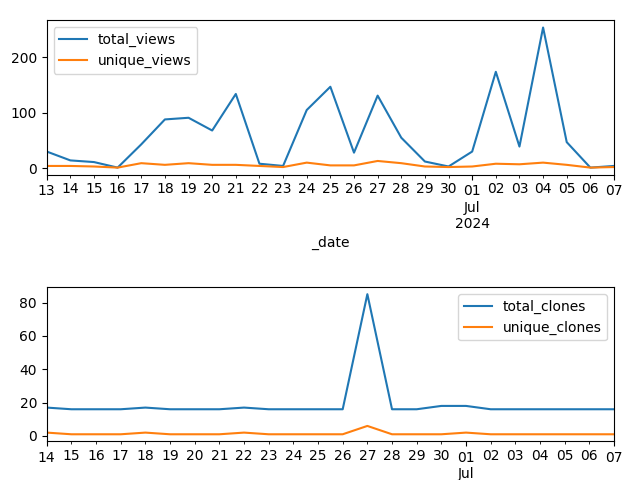 total_views
unique_views
200
100
0
13 14 15 16 17 18 19 20 21 22 23 24 25 26 27 28 29 30 01 02 03 04 05 06 07
Jul
2024
_date
total_clones
unique_clones
80
60
40
20
0
14 15 16 17 18 19 20 21 22 23 24 25 26 27 28 29 30 01 02 03 04 05 06 07
Jul